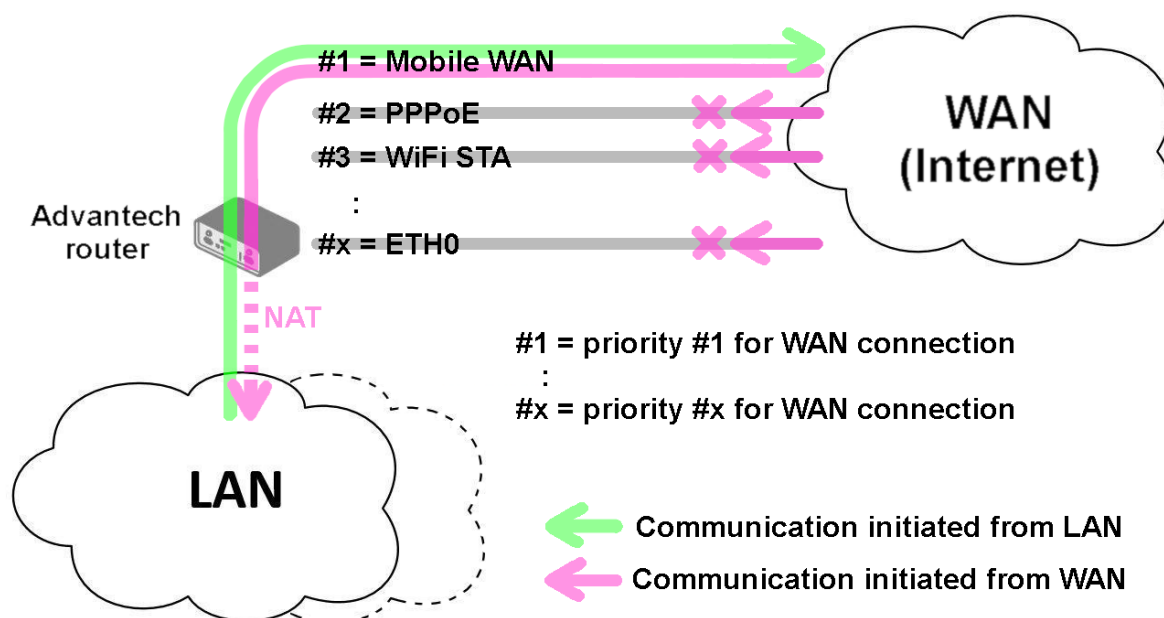 #1 = Mobile WAN
#2 = PPPoE
#3 = WiFi STA
:
#x = ETH0
WAN
(Internet)
Advantech
router
NAT
#1 = priority #1 for WAN connection
:
#x = priority #x for WAN connection
LAN
Communication initiated from LAN
Communication initiated from WAN